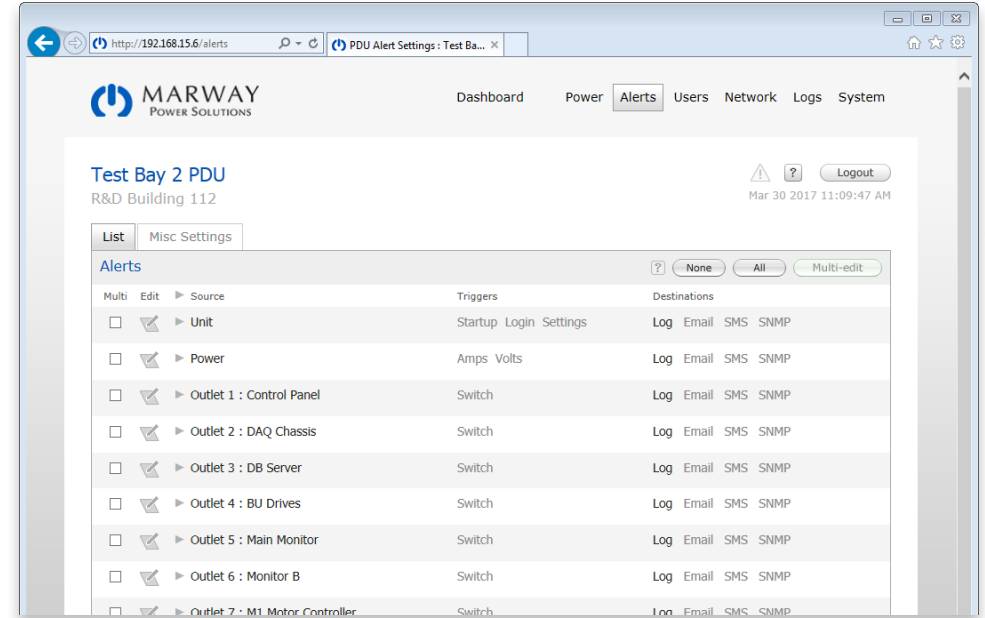 http://192.168.15.6/alerts
PDU Alert Settings : Test Ba...
MARWAY
POWER SOLUTIONS
Dashboard Power Alerts Users Network Logs System
Test Bay 2 PDU
? Logout
R&D Building 112
Mar 30 2017 11:09:47 AM
List Misc Settings
Alerts ? None All Multi-edit
Multi Edit Source Triggers Destinations
Unit Startup Login Settings Log Email SMS SNMP
Power Amps Volts Log Email SMS SNMP
Outlet 1 : Control Panel Switch Log Email SMS SNMP
Outlet 2 : DAQ Chassis Switch Log Email SMS SNMP
Outlet 3 : DB Server Switch Log Email SMS SNMP
Outlet 4 : BU Drives Switch Log Email SMS SNMP
Outlet 5 : Main Monitor Switch Log Email SMS SNMP
Outlet 6 : Monitor B Switch Log Email SMS SNMP
Outlet 7 : M1 Motor Controller Switch Log Email SMS SNMP